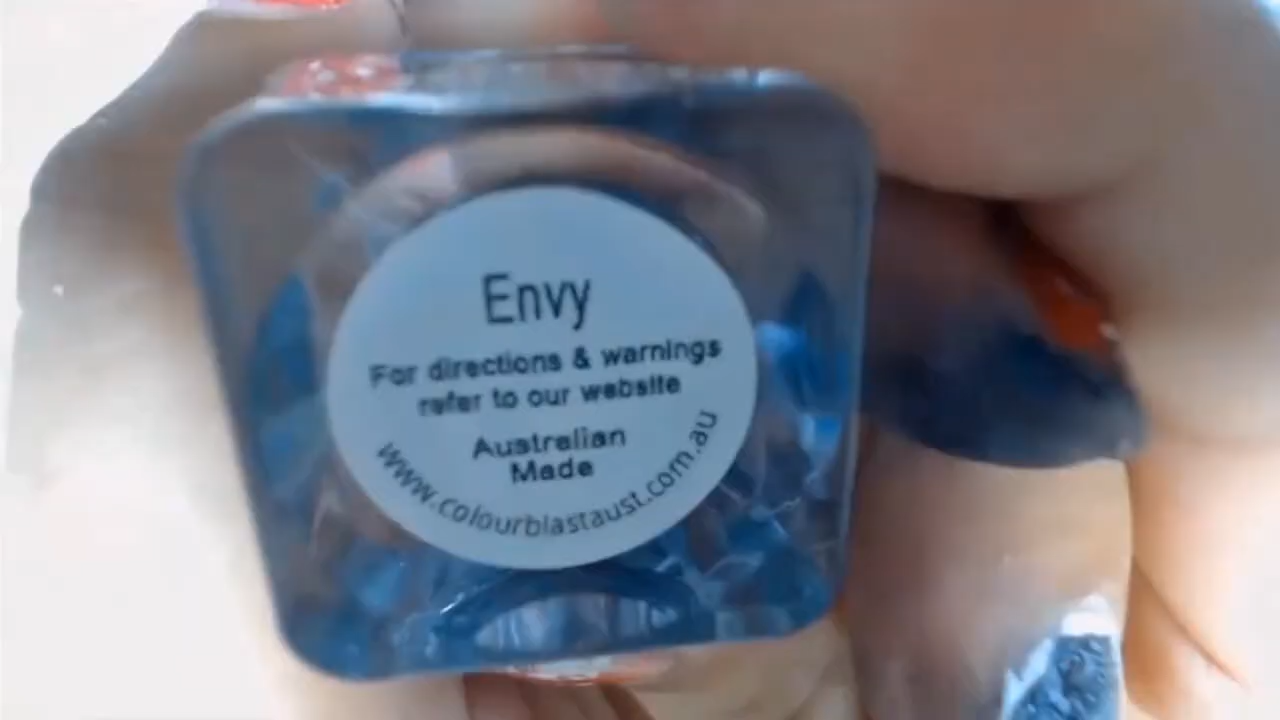 Envy
For directions & warnings
refer to our website
Australian
Made
www.colourblastaust.com.au